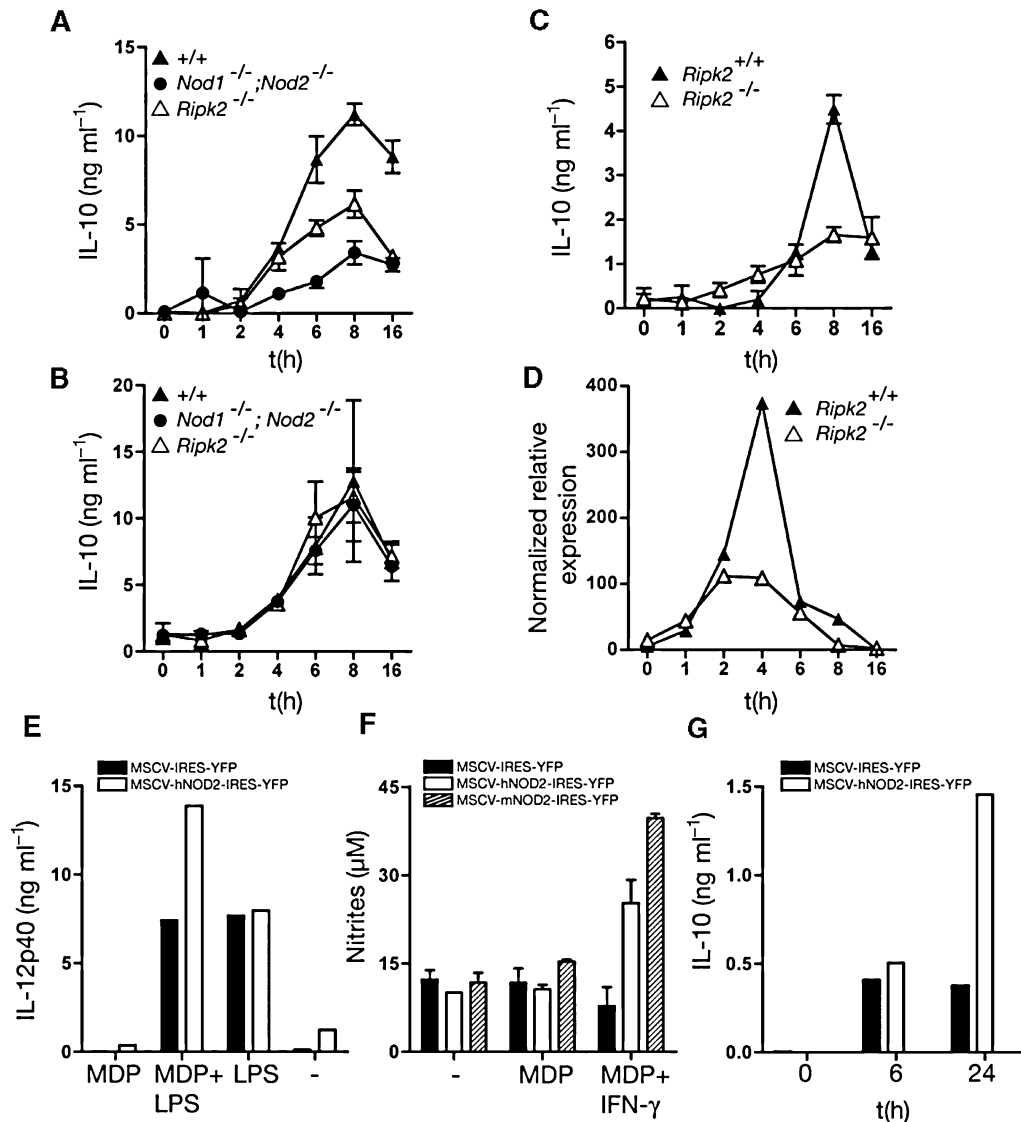 A
▲ +/+
● Nod1 -/-;Nod2 -/-
△ Ripk2 -/-
IL-10 (ng ml–1)
15
10
5
0
0 1 2 4 6 8 16
t(h)
C
▲ Ripk2 +/+
△ Ripk2 -/-
IL-10 (ng ml–1)
6
5
4
3
2
1
0
0 1 2 4 6 8 16
t(h)
B
▲ +/+
● Nod1 -/-; Nod2 -/-
△ Ripk2 -/-
IL-10 (ng ml–1)
20
15
10
5
0
0 1 2 4 6 8 16
t(h)
D
▲ Ripk2 +/+
△ Ripk2 -/-
Normalized relative
expression
400
300
200
100
0
0 1 2 4 6 8 16
t(h)
E
MSCV-IRES-YFP
MSCV-hNOD2-IRES-YFP
IL-12p40 (ng ml–1)
15
10
5
0
MDP MDP+ LPS -
LPS
F
MSCV-IRES-YFP
MSCV-hNOD2-IRES-YFP
MSCV-mNOD2-IRES-YFP
Nitrites (µM)
45
30
15
0
- MDP MDP+
IFN-γ
G
MSCV-IRES-YFP
MSCV-hNOD2-IRES-YFP
IL-10 (ng ml–1)
1.5
1.0
0.5
0.0
0 6 24
t(h)